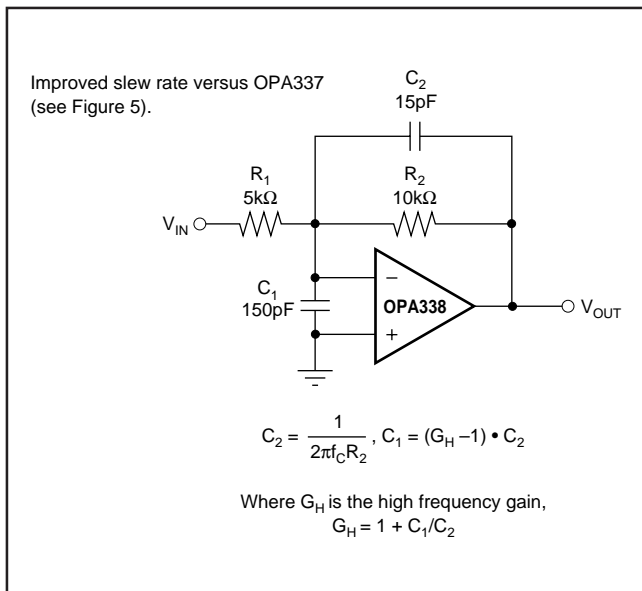 Improved slew rate versus OPA337
(see Figure 5).
C2
15pF
R1
5kΩ
R2
10kΩ
VIN
C1
150pF
−
OPA338
+
VOUT
C2 = 1 / 2πfCR2 , C1 = (GH –1) • C2
Where GH is the high frequency gain,
GH = 1 + C1/C2